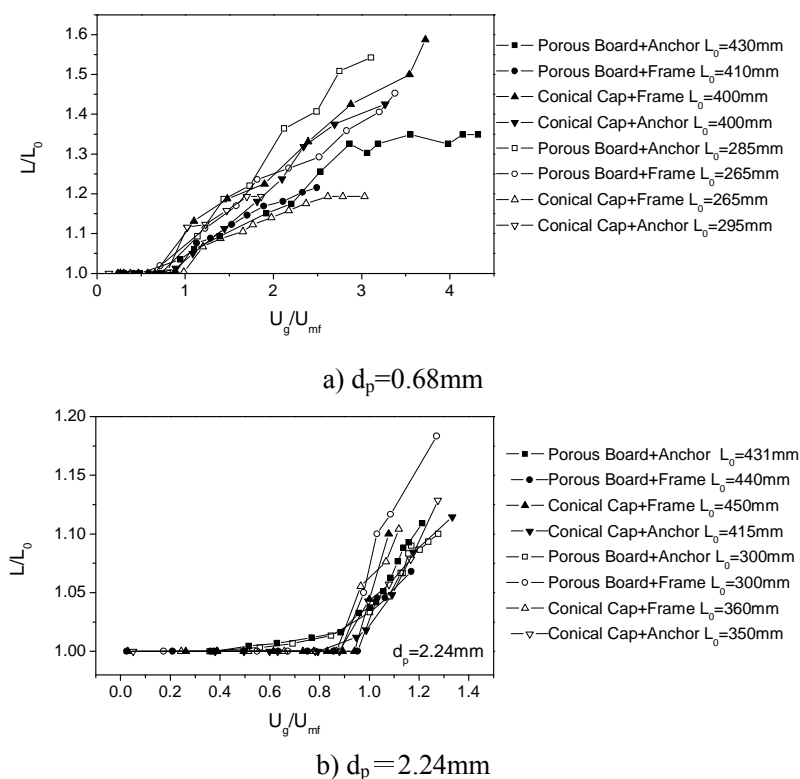 1.6
1.5
1.4
1.3
1.2
1.1
1.0
L/L₀
0 1 2 3 4
U_g/U_mf
Porous Board+Anchor L₀=430mm
Porous Board+Frame L₀=410mm
Conical Cap+Frame L₀=400mm
Conical Cap+Anchor L₀=400mm
Porous Board+Anchor L₀=285mm
Porous Board+Frame L₀=265mm
Conical Cap+Frame L₀=265mm
Conical Cap+Anchor L₀=295mm
a) dₚ=0.68mm
1.20
1.15
1.10
1.05
1.00
L/L₀
dₚ=2.24mm
0.0 0.2 0.4 0.6 0.8 1.0 1.2 1.4
U_g/U_mf
Porous Board+Anchor L₀=431mm
Porous Board+Frame L₀=440mm
Conical Cap+Frame L₀=450mm
Conical Cap+Anchor L₀=415mm
Porous Board+Anchor L₀=300mm
Porous Board+Frame L₀=300mm
Conical Cap+Frame L₀=360mm
Conical Cap+Anchor L₀=350mm
b) dₚ=2.24mm